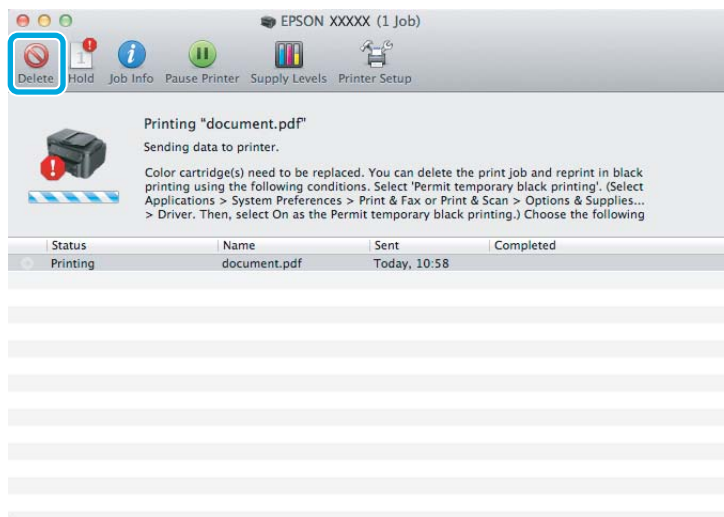 EPSON XXXXX (1 Job)
Delete Hold Job Info Pause Printer Supply Levels Printer Setup
Printing "document.pdf"
Sending data to printer.
Color cartridge(s) need to be replaced. You can delete the print job and reprint in black
printing using the following conditions. Select 'Permit temporary black printing'. (Select
Applications > System Preferences > Print & Fax or Print & Scan > Options & Supplies...
> Driver. Then, select On as the Permit temporary black printing.) Choose the following
Status Name Sent Completed
Printing document.pdf Today, 10:58